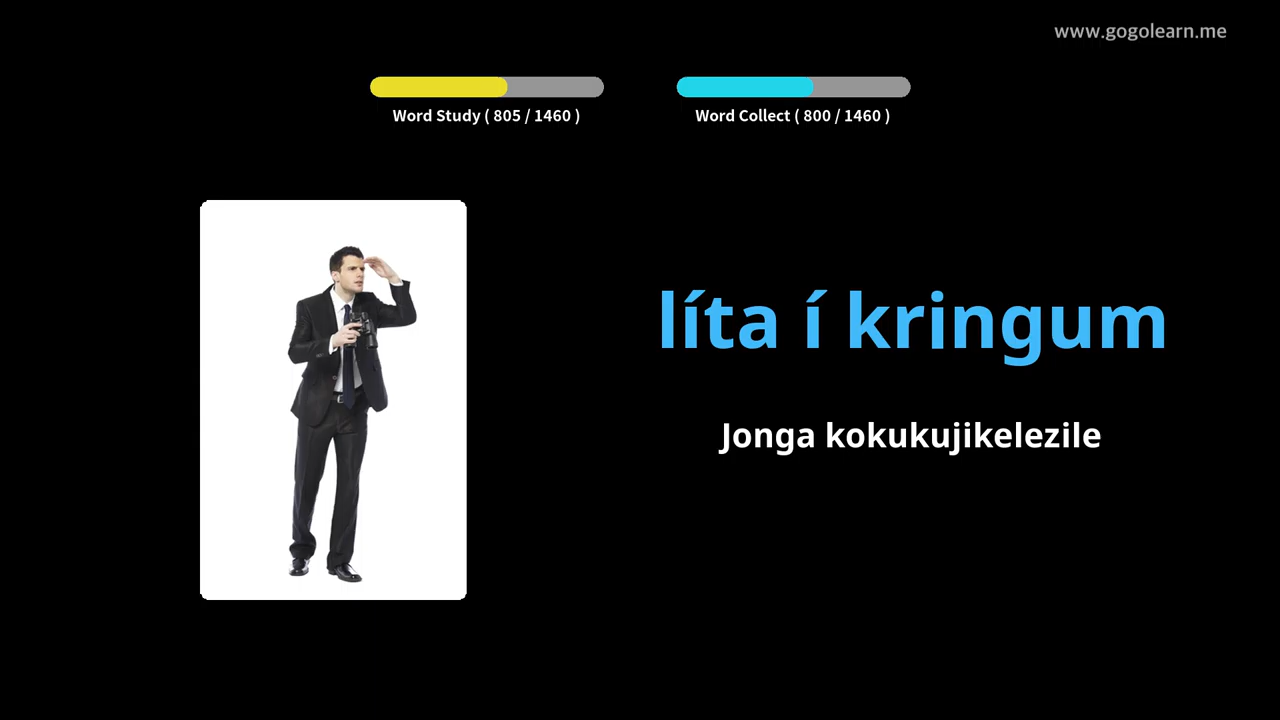 www.gogolearn.me
Word Study ( 805 / 1460 )
Word Collect ( 800 / 1460 )
líta í kringum
Jonga kokukujikelezile